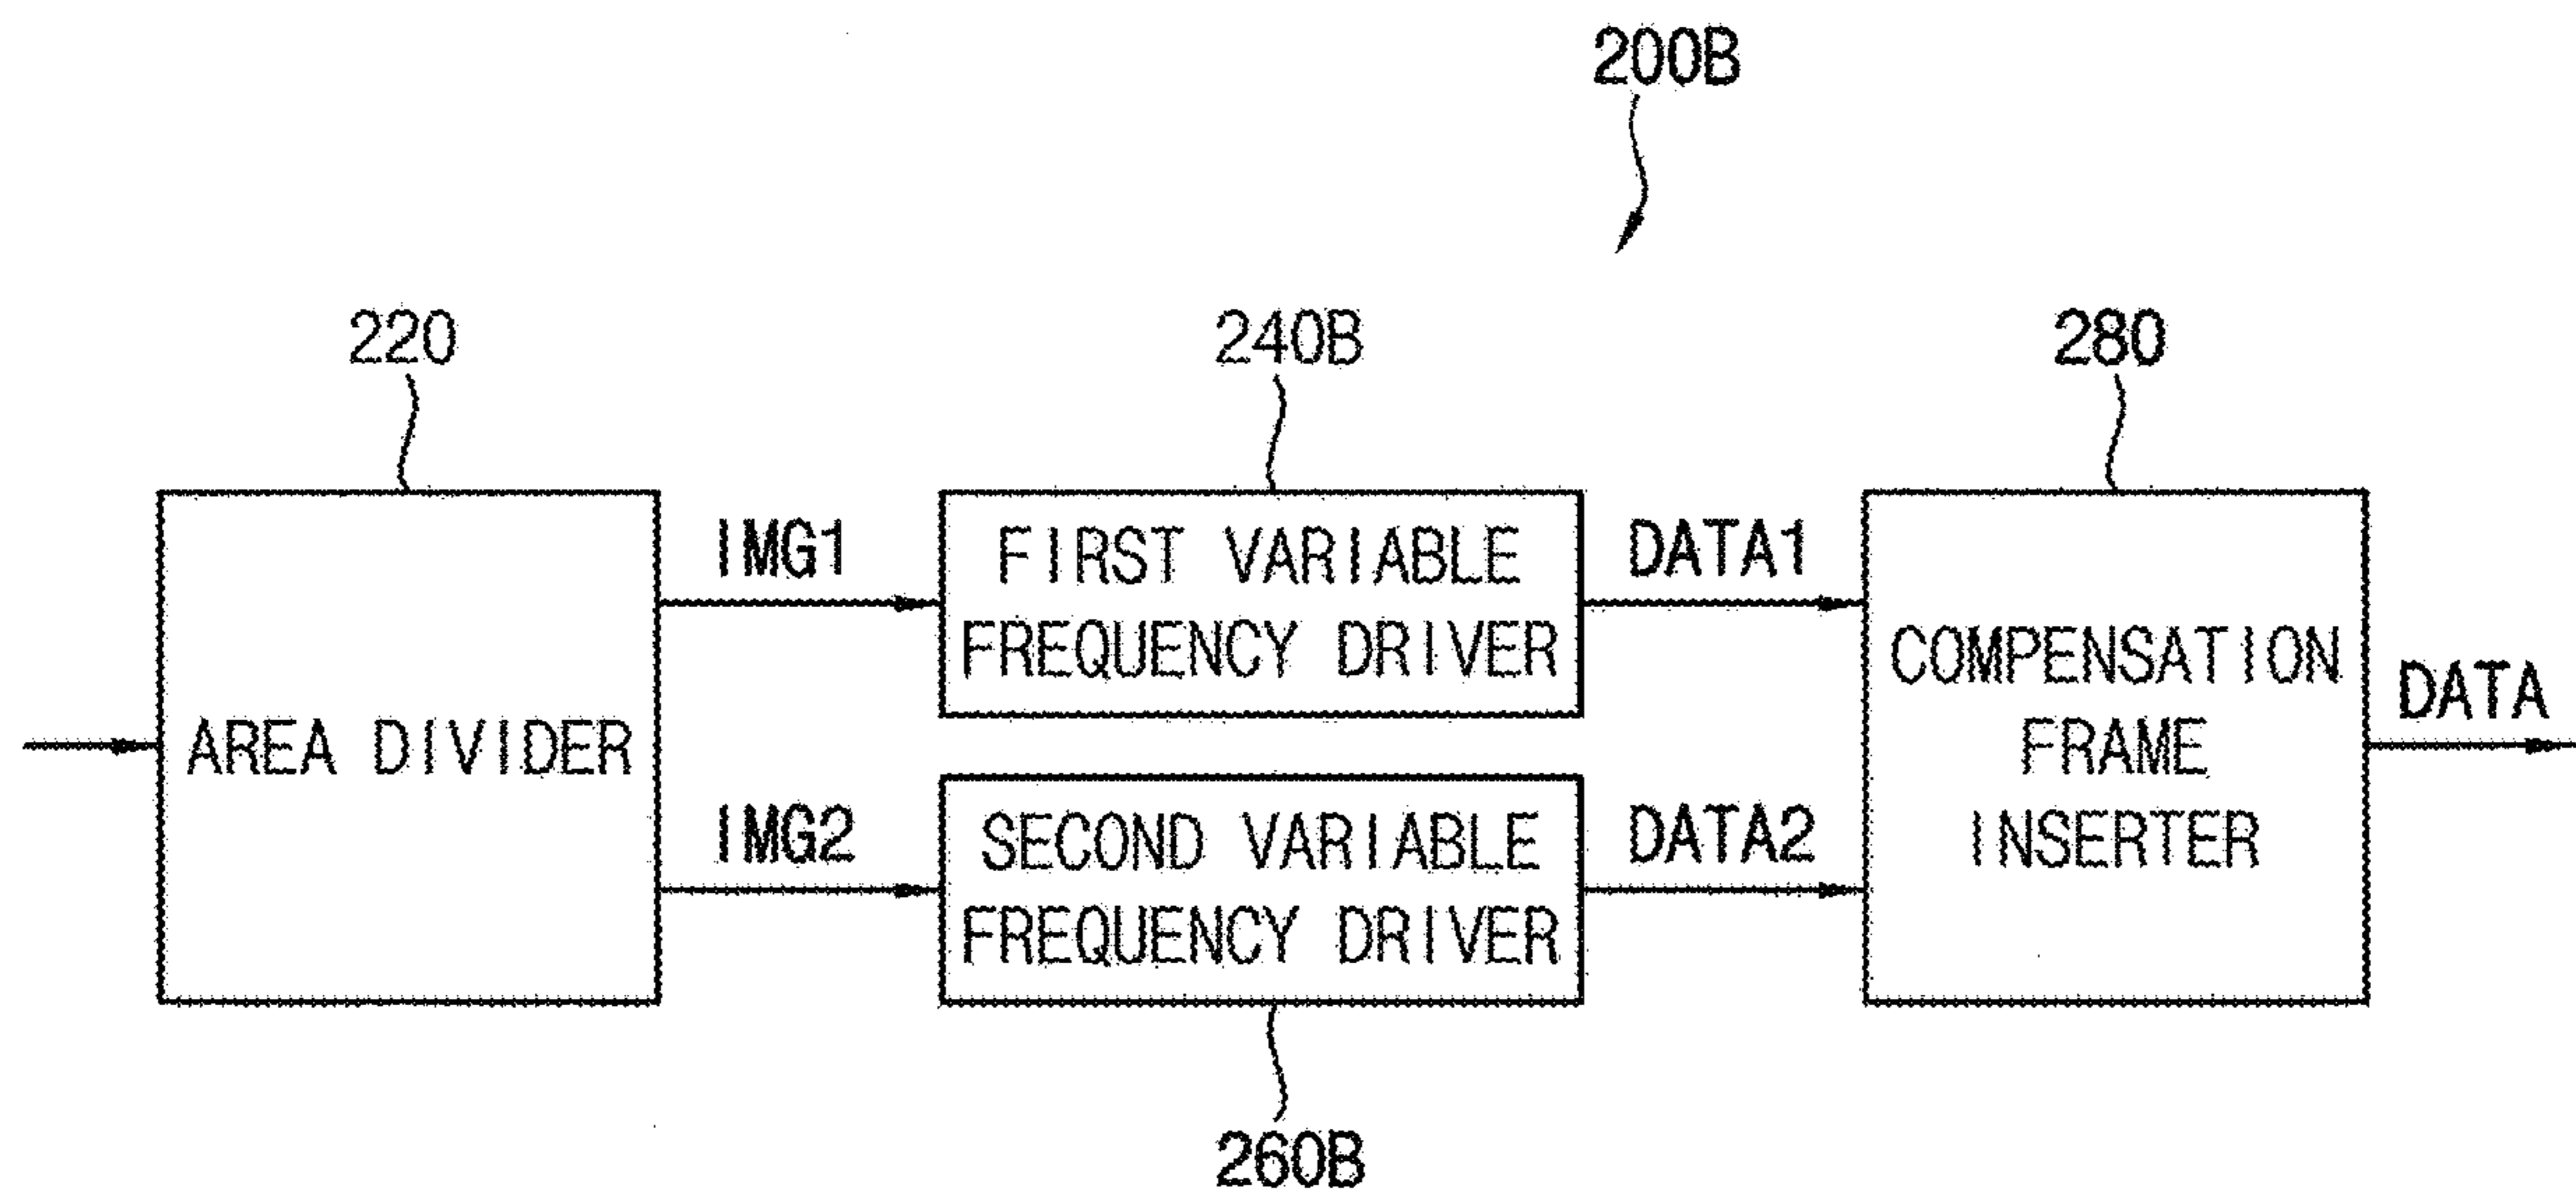 200B
220
240B
280
IMG1
FIRST VARIABLE
FREQUENCY DRIVER
DATA1
AREA DIVIDER
COMPENSATION
FRAME
INSERTER
DATA
IMG2
SECOND VARIABLE
FREQUENCY DRIVER
DATA2
260B